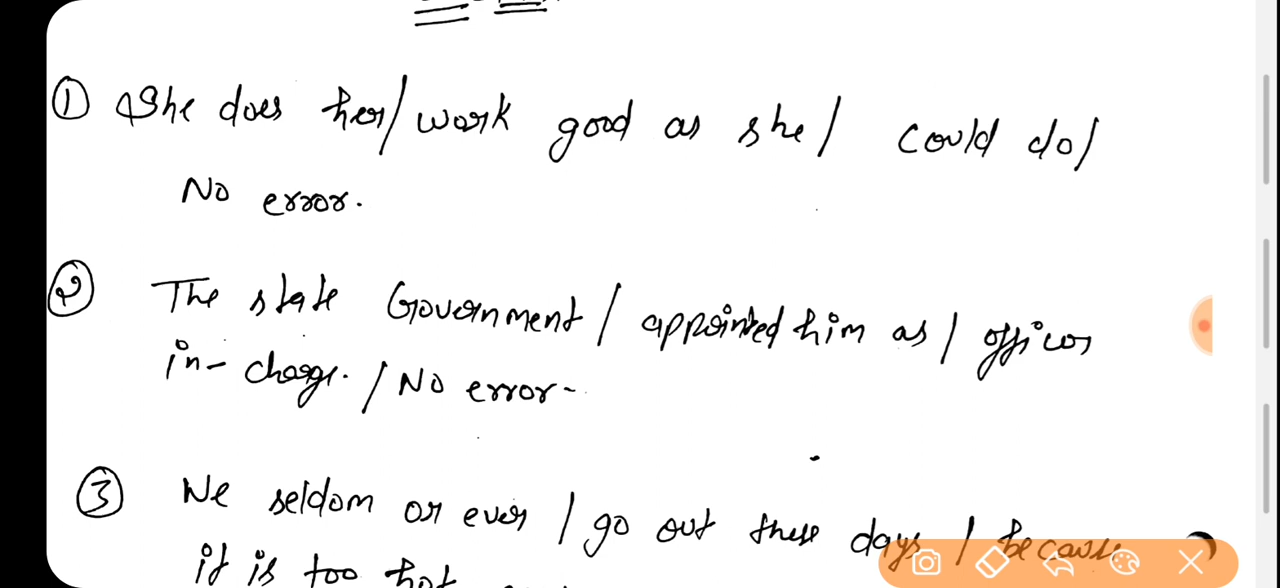 ① She does her/work good as she/ could do/
No error.
② The state Government / appointed him as / officer
in-charge. / No error-
③ We seldom or ever / go out these days / because
it is too hot